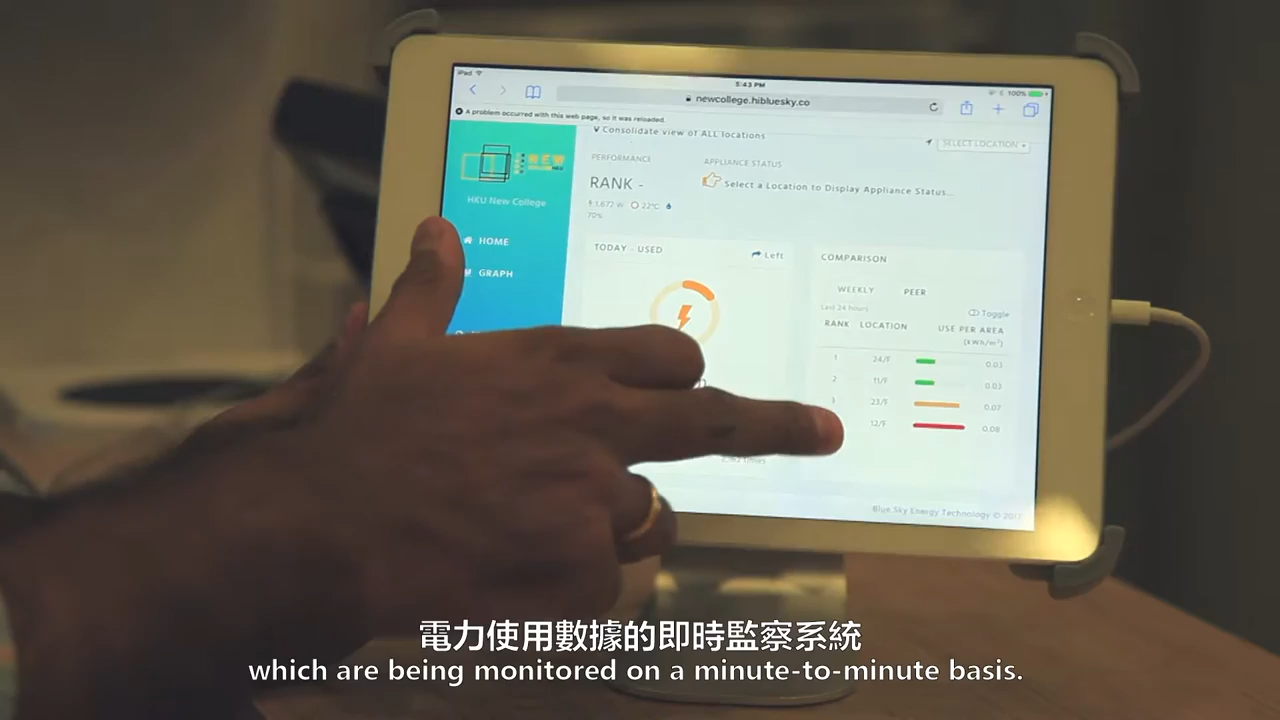 iPad
5:43 PM
100%
newcollege.hibluesky.co
A problem occurred with this web page, so it was reloaded.
Consolidate view of ALL locations
SELECT LOCATION
NEW
HKU New College
HOME
GRAPH
PERFORMANCE
RANK -
1,672 W 22°C
70%
APPLIANCE STATUS
Select a Location to Display Appliance Status...
TODAY - USED
Left
COMPARISON
WEEKLY PEER
Last 24 hours
Toggle
RANK LOCATION USE PER AREA
(kWh/m²)
1 24/F 0.03
2 11/F 0.03
3 23/F 0.07
12/F 0.08
times
Blue Sky Energy Technology © 2017
電力使用數據的即時監察系統
which are being monitored on a minute-to-minute basis.